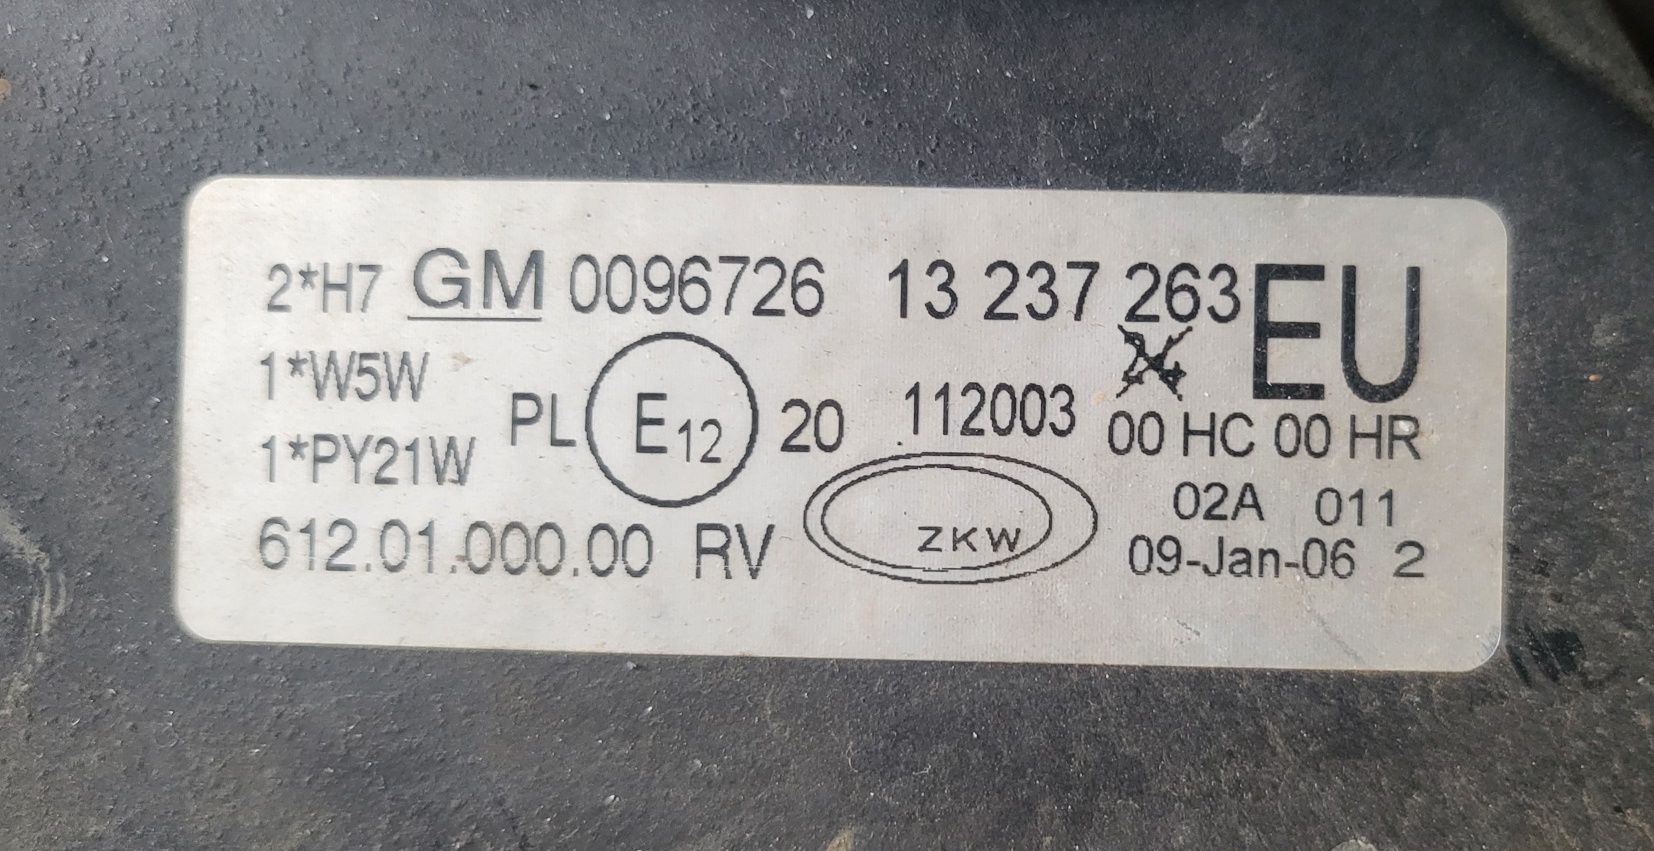 2*H7 GM 0096726 13 237 263 EU
1*W5W
PL E12 20 112003 00 HC 00 HR
1*PY21W
02A 011
612.01.000.00 RV ZKW 09-Jan-06 2